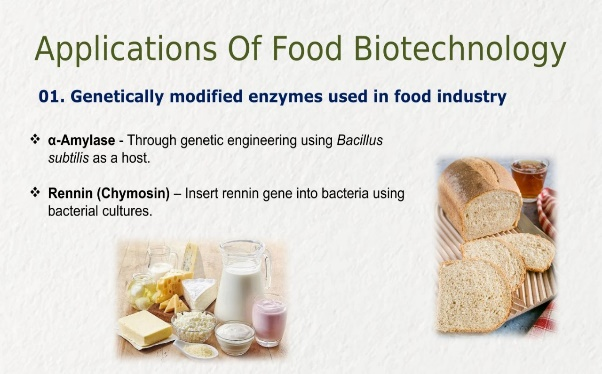 Applications Of Food Biotechnology
01. Genetically modified enzymes used in food industry
❖ α-Amylase - Through genetic engineering using Bacillus
subtilis as a host.
❖ Rennin (Chymosin) – Insert rennin gene into bacteria using
bacterial cultures.